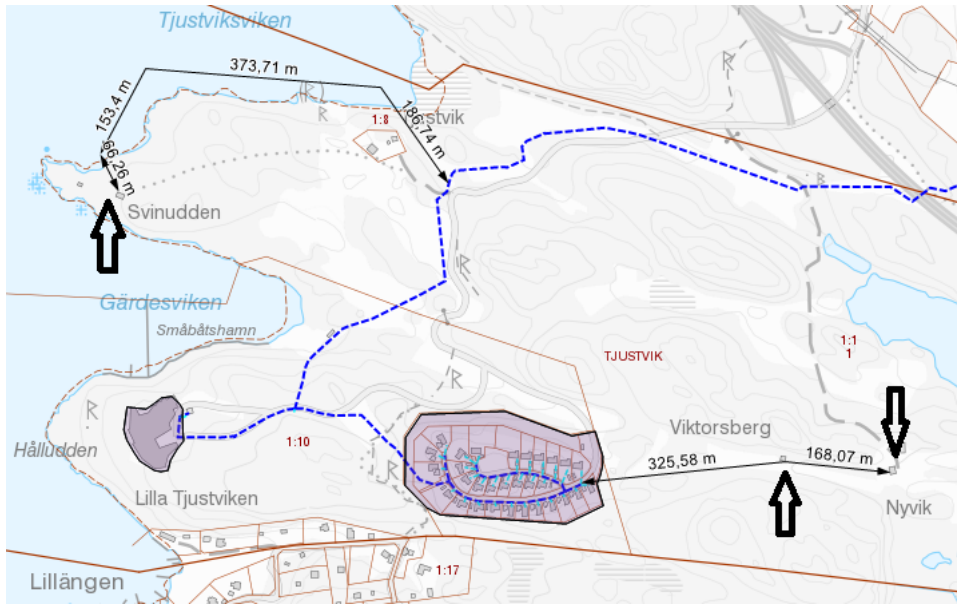 Tjustviksviken
373,71 m
153,4 m
186,74 m
1:8
66,26 m
Svinudden
Gärdesviken
Småbåtshamn
TJUSTVIK
1:1
1
Viktorsberg
1:10
Hålludden
325,58 m
168,07 m
Lilla Tjustviken
Nyvik
1:17
Lillängen